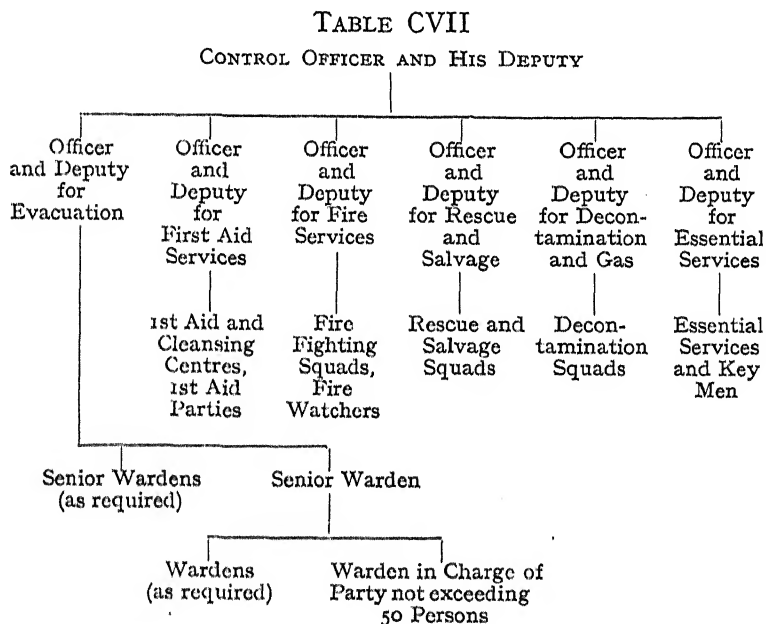 TABLE CVII
CONTROL OFFICER AND HIS DEPUTY
Officer
and Deputy
for
Evacuation
Officer
and
Deputy
for
First Aid
Services
Officer
and
Deputy
for Fire
Services
Officer
and
Deputy
for Rescue
and
Salvage
Officer
and
Deputy
for Decon-
tamination
and Gas
Officer
and
Deputy
for
Essential
Services
1st Aid and
Cleansing
Centres,
1st Aid
Parties
Fire
Fighting
Squads,
Fire
Watchers
Rescue and
Salvage
Squads
Decon-
tamination
Squads
Essential
Services
and Key
Men
Senior Wardens
(as required)
Senior Warden
Wardens
(as required)
Warden in Charge of
Party not exceeding
50 Persons